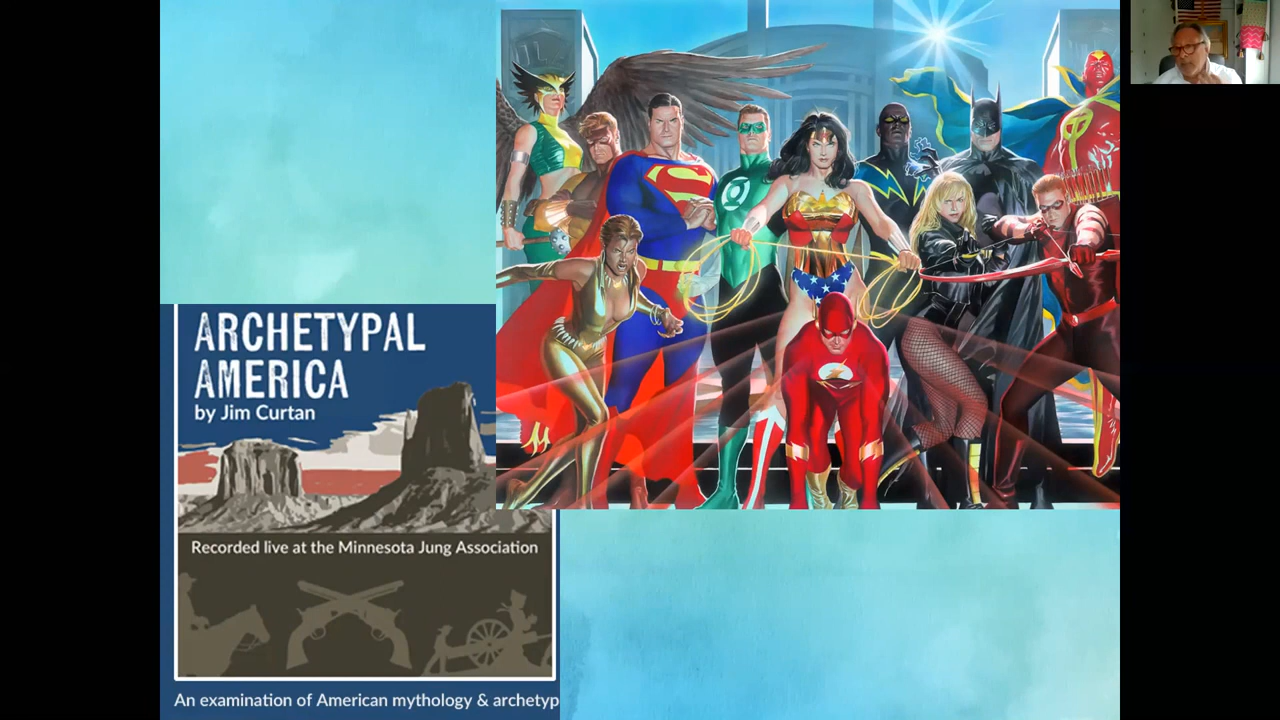 ARCHETYPAL
AMERICA
by Jim Curtan
Recorded live at the Minnesota Jung Association
An examination of American mythology & archetyp